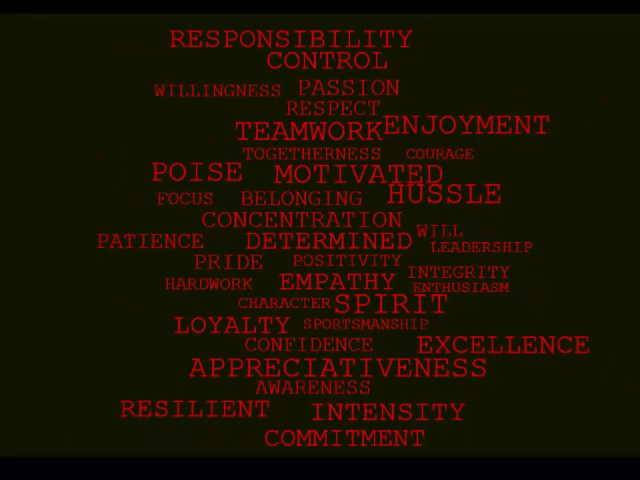 RESPONSIBILITY
CONTROL
WILLINGNESS PASSION
RESPECT
TEAMWORK ENJOYMENT
TOGETHERNESS COURAGE
POISE MOTIVATED
FOCUS BELONGING HUSSLE
CONCENTRATION WILL
PATIENCE DETERMINED LEADERSHIP
PRIDE POSITIVITY INTEGRITY
HARDWORK EMPATHY ENTHUSIASM
CHARACTER SPIRIT
LOYALTY SPORTSMANSHIP
CONFIDENCE EXCELLENCE
APPRECIATIVENESS
AWARENESS
RESILIENT INTENSITY
COMMITMENT